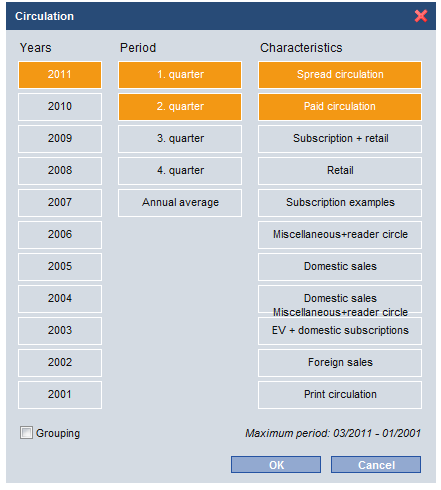 Circulation
Years Period Characteristics
2011 1. quarter Spread circulation
2010 2. quarter Paid circulation
2009 3. quarter Subscription + retail
2008 4. quarter Retail
2007 Annual average Subscription examples
2006 Miscellaneous+reader circle
2005 Domestic sales
2004 Domestic sales
Miscellaneous+reader circle
2003 EV + domestic subscriptions
2002 Foreign sales
2001 Print circulation
Grouping Maximum period: 03/2011 - 01/2001
OK Cancel